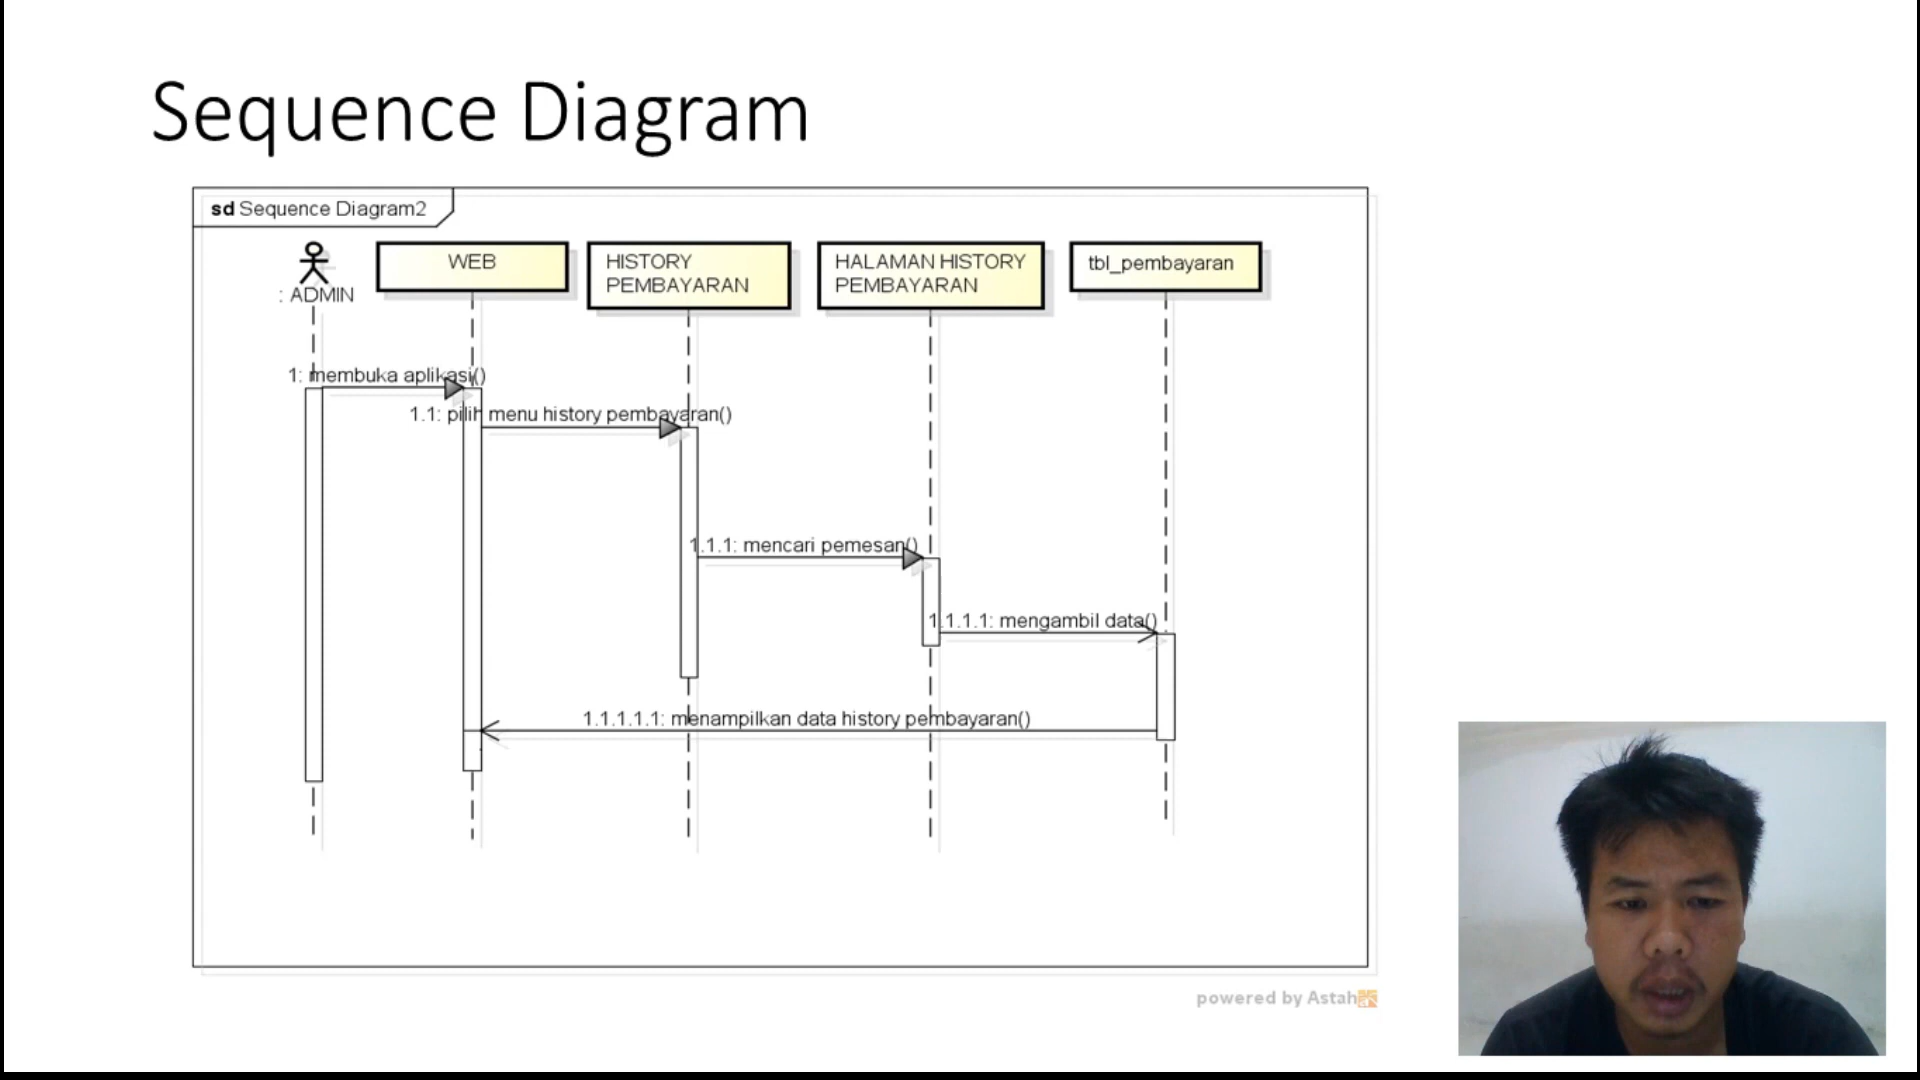 Sequence Diagram
sd Sequence Diagram2
: ADMIN
WEB
HISTORY
PEMBAYARAN
HALAMAN HISTORY
PEMBAYARAN
tbl_pembayaran
1: membuka aplikasi()
1.1: pilih menu history pembayaran()
1.1.1: mencari pemesan()
1.1.1.1: mengambil data()
1.1.1.1.1: menampilkan data history pembayaran()
powered by Astah